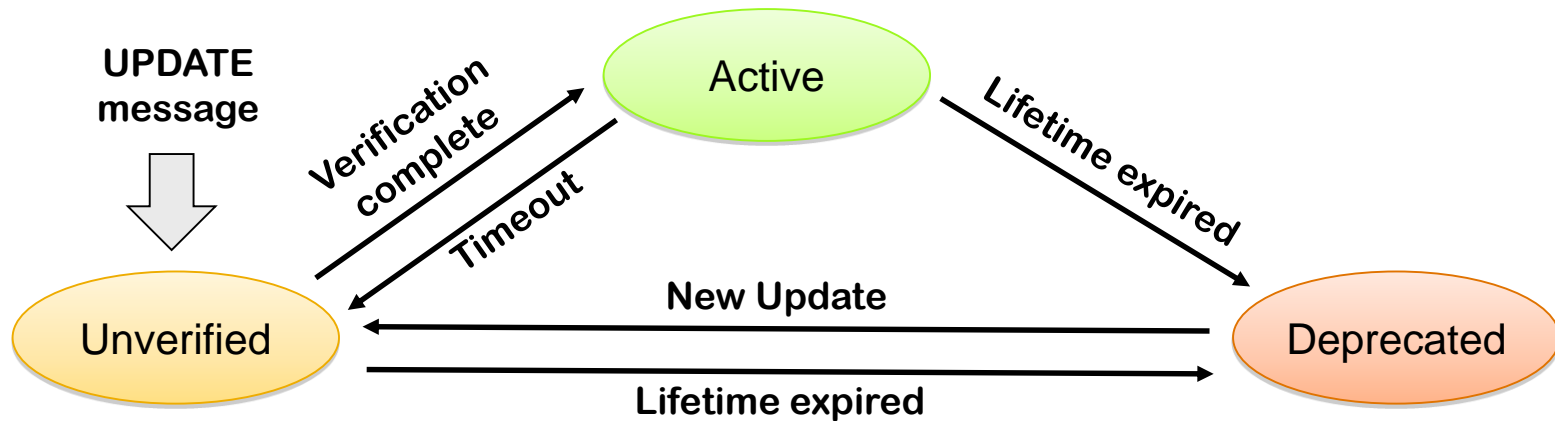 UPDATE
message
Verification
complete
Active
Lifetime expired
Timeout
New Update
Unverified
Deprecated
Lifetime expired